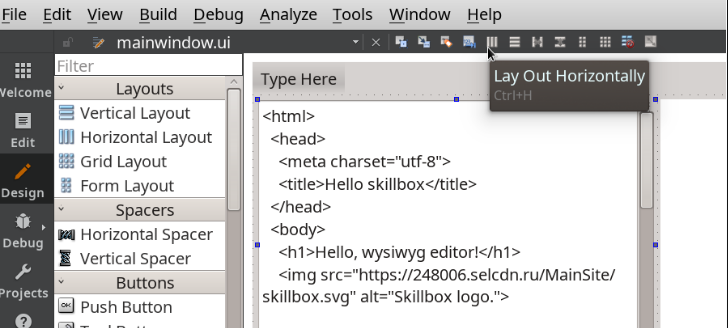 File Edit View Build Debug Analyze Tools Window Help
mainwindow.ui
Filter
Layouts
Vertical Layout
Horizontal Layout
Grid Layout
Form Layout
Spacers
Horizontal Spacer
Vertical Spacer
Buttons
Push Button
Welcome
Edit
Design
Debug
Projects
Help
Type Here
Lay Out Horizontally
Ctrl+H
<html>
<head>
<meta charset="utf-8">
<title>Hello skillbox</title>
</head>
<body>
<h1>Hello, wysiwyg editor!</h1>
<img src="https://248006.selcdn.ru/MainSite/
skillbox.svg" alt="Skillbox logo.">